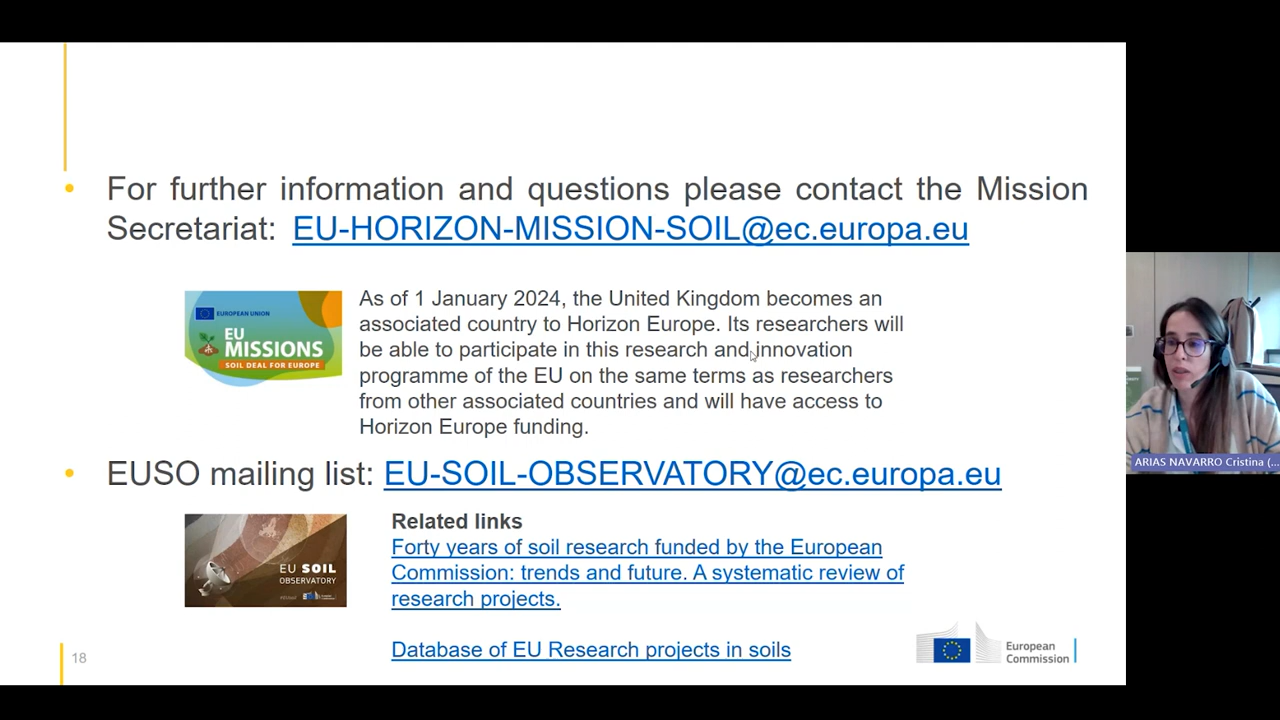 • For further information and questions please contact the Mission
Secretariat: EU-HORIZON-MISSION-SOIL@ec.europa.eu
EUROPEAN UNION
EU
MISSIONS
SOIL DEAL FOR EUROPE
As of 1 January 2024, the United Kingdom becomes an
associated country to Horizon Europe. Its researchers will
be able to participate in this research and innovation
programme of the EU on the same terms as researchers
from other associated countries and will have access to
Horizon Europe funding.
ARIAS NAVARRO Cristina (...
• EUSO mailing list: EU-SOIL-OBSERVATORY@ec.europa.eu
EU SOIL
OBSERVATORY
Related links
Forty years of soil research funded by the European
Commission: trends and future. A systematic review of
research projects.
Database of EU Research projects in soils
18
European
Commission